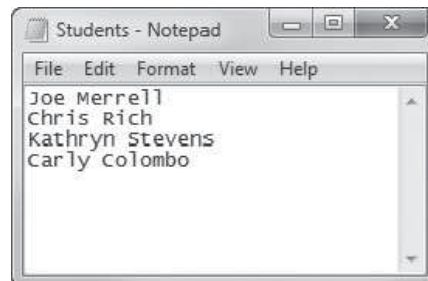 Students - Notepad
File Edit Format View Help
Joe Merrell
Chris Rich
Kathryn Stevens
Carly Colombo